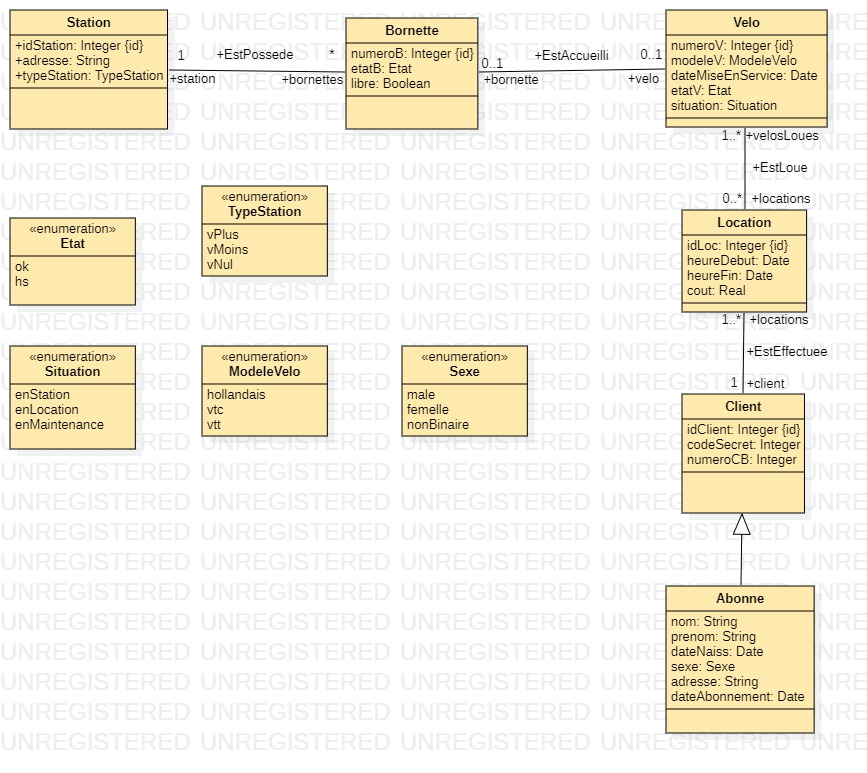 Station
+idStation: Integer {id}
+adresse: String
+typeStation: TypeStation
1
+EstPossede
*
+station
+bornettes
Bornette
numeroB: Integer {id}
etatB: Etat
libre: Boolean
0..1
+EstAccueilli
0..1
+bornette
+velo
Velo
numeroV: Integer {id}
modeleV: ModeleVelo
dateMiseEnService: Date
etatV: Etat
situation: Situation
1..*
+velosLoues
+EstLoue
0..*
+locations
«enumeration»
TypeStation
vPlus
vMoins
vNul
«enumeration»
Etat
ok
hs
Location
idLoc: Integer {id}
heureDebut: Date
heureFin: Date
cout: Real
1..*
+locations
+EstEffectuee
1
+client
«enumeration»
Situation
enStation
enLocation
enMaintenance
«enumeration»
ModeleVelo
hollandais
vtc
vtt
«enumeration»
Sexe
male
femelle
nonBinaire
Client
idClient: Integer {id}
codeSecret: Integer
numeroCB: Integer
Abonne
nom: String
prenom: String
dateNaiss: Date
sexe: Sexe
adresse: String
dateAbonnement: Date
UNREGISTERED UNREGISTERED UNREGISTERED UNREGISTERED UNRE